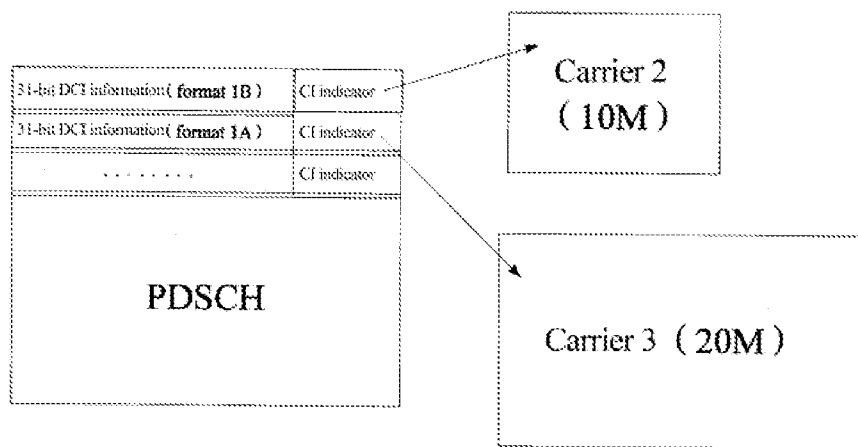 31-bit DCI information( format 1B )
CI indicator
31-bit DCI information( format 1A )
CI indicator
. . . . . . . .
CI indicator
PDSCH
Carrier 2
( 10M )
Carrier 3 ( 20M )